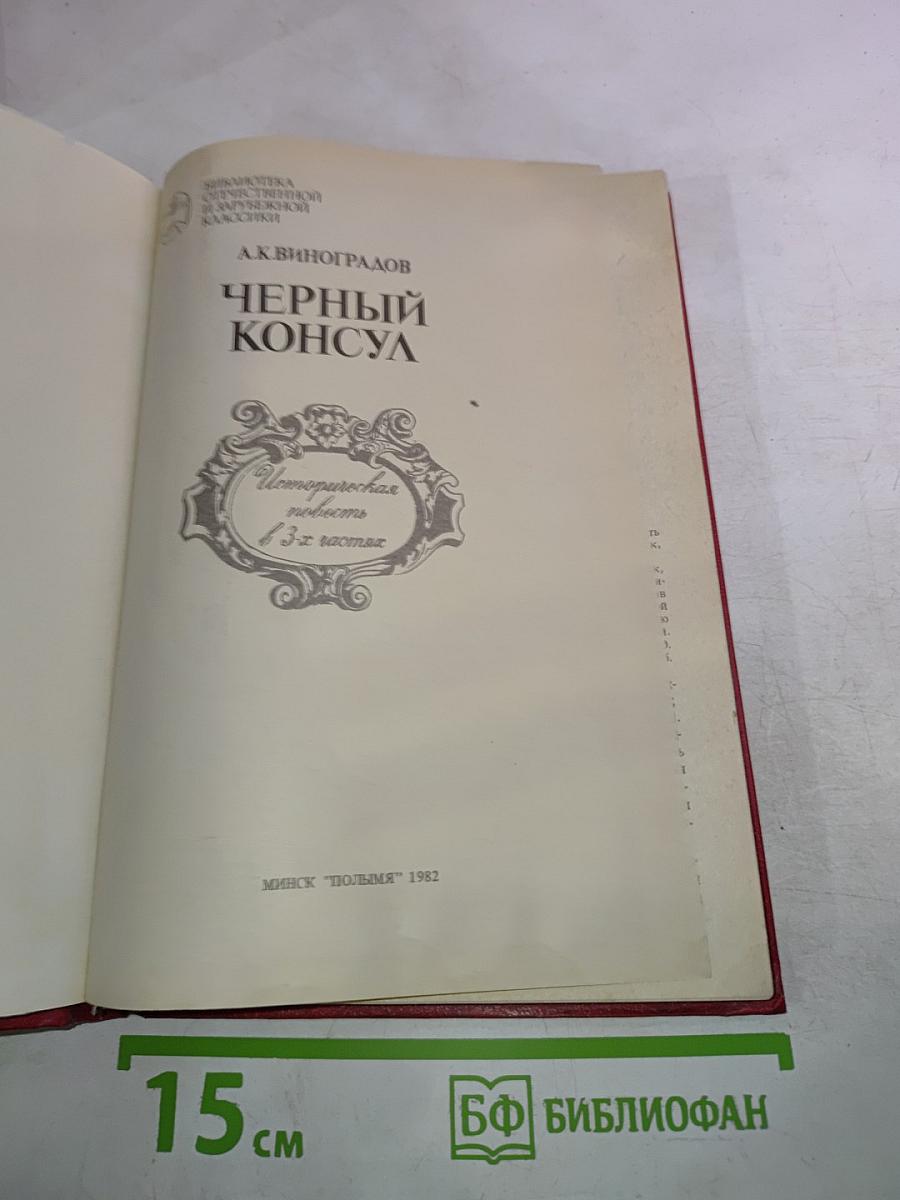 БИБЛИОТЕКА
ОТЕЧЕСТВЕННОЙ
И ЗАРУБЕЖНОЙ
КЛАССИКИ
А.К.ВИНОГРАДОВ
ЧЕРНЫЙ
КОНСУЛ
Историческая
повесть
в 3-х частях
МИНСК "ПОЛЫМЯ" 1982
15 см
БФ БИБЛИОФАН